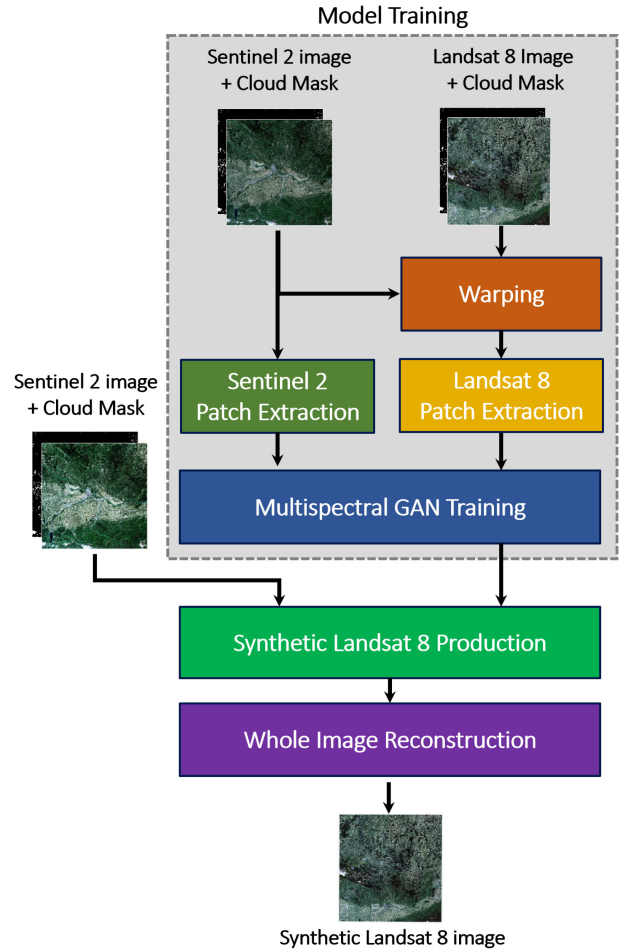 Model Training
Sentinel 2 image
+ Cloud Mask
Landsat 8 Image
+ Cloud Mask
Warping
Sentinel 2
Patch Extraction
Landsat 8
Patch Extraction
Sentinel 2 image
+ Cloud Mask
Multispectral GAN Training
Synthetic Landsat 8 Production
Whole Image Reconstruction
Synthetic Landsat 8 image